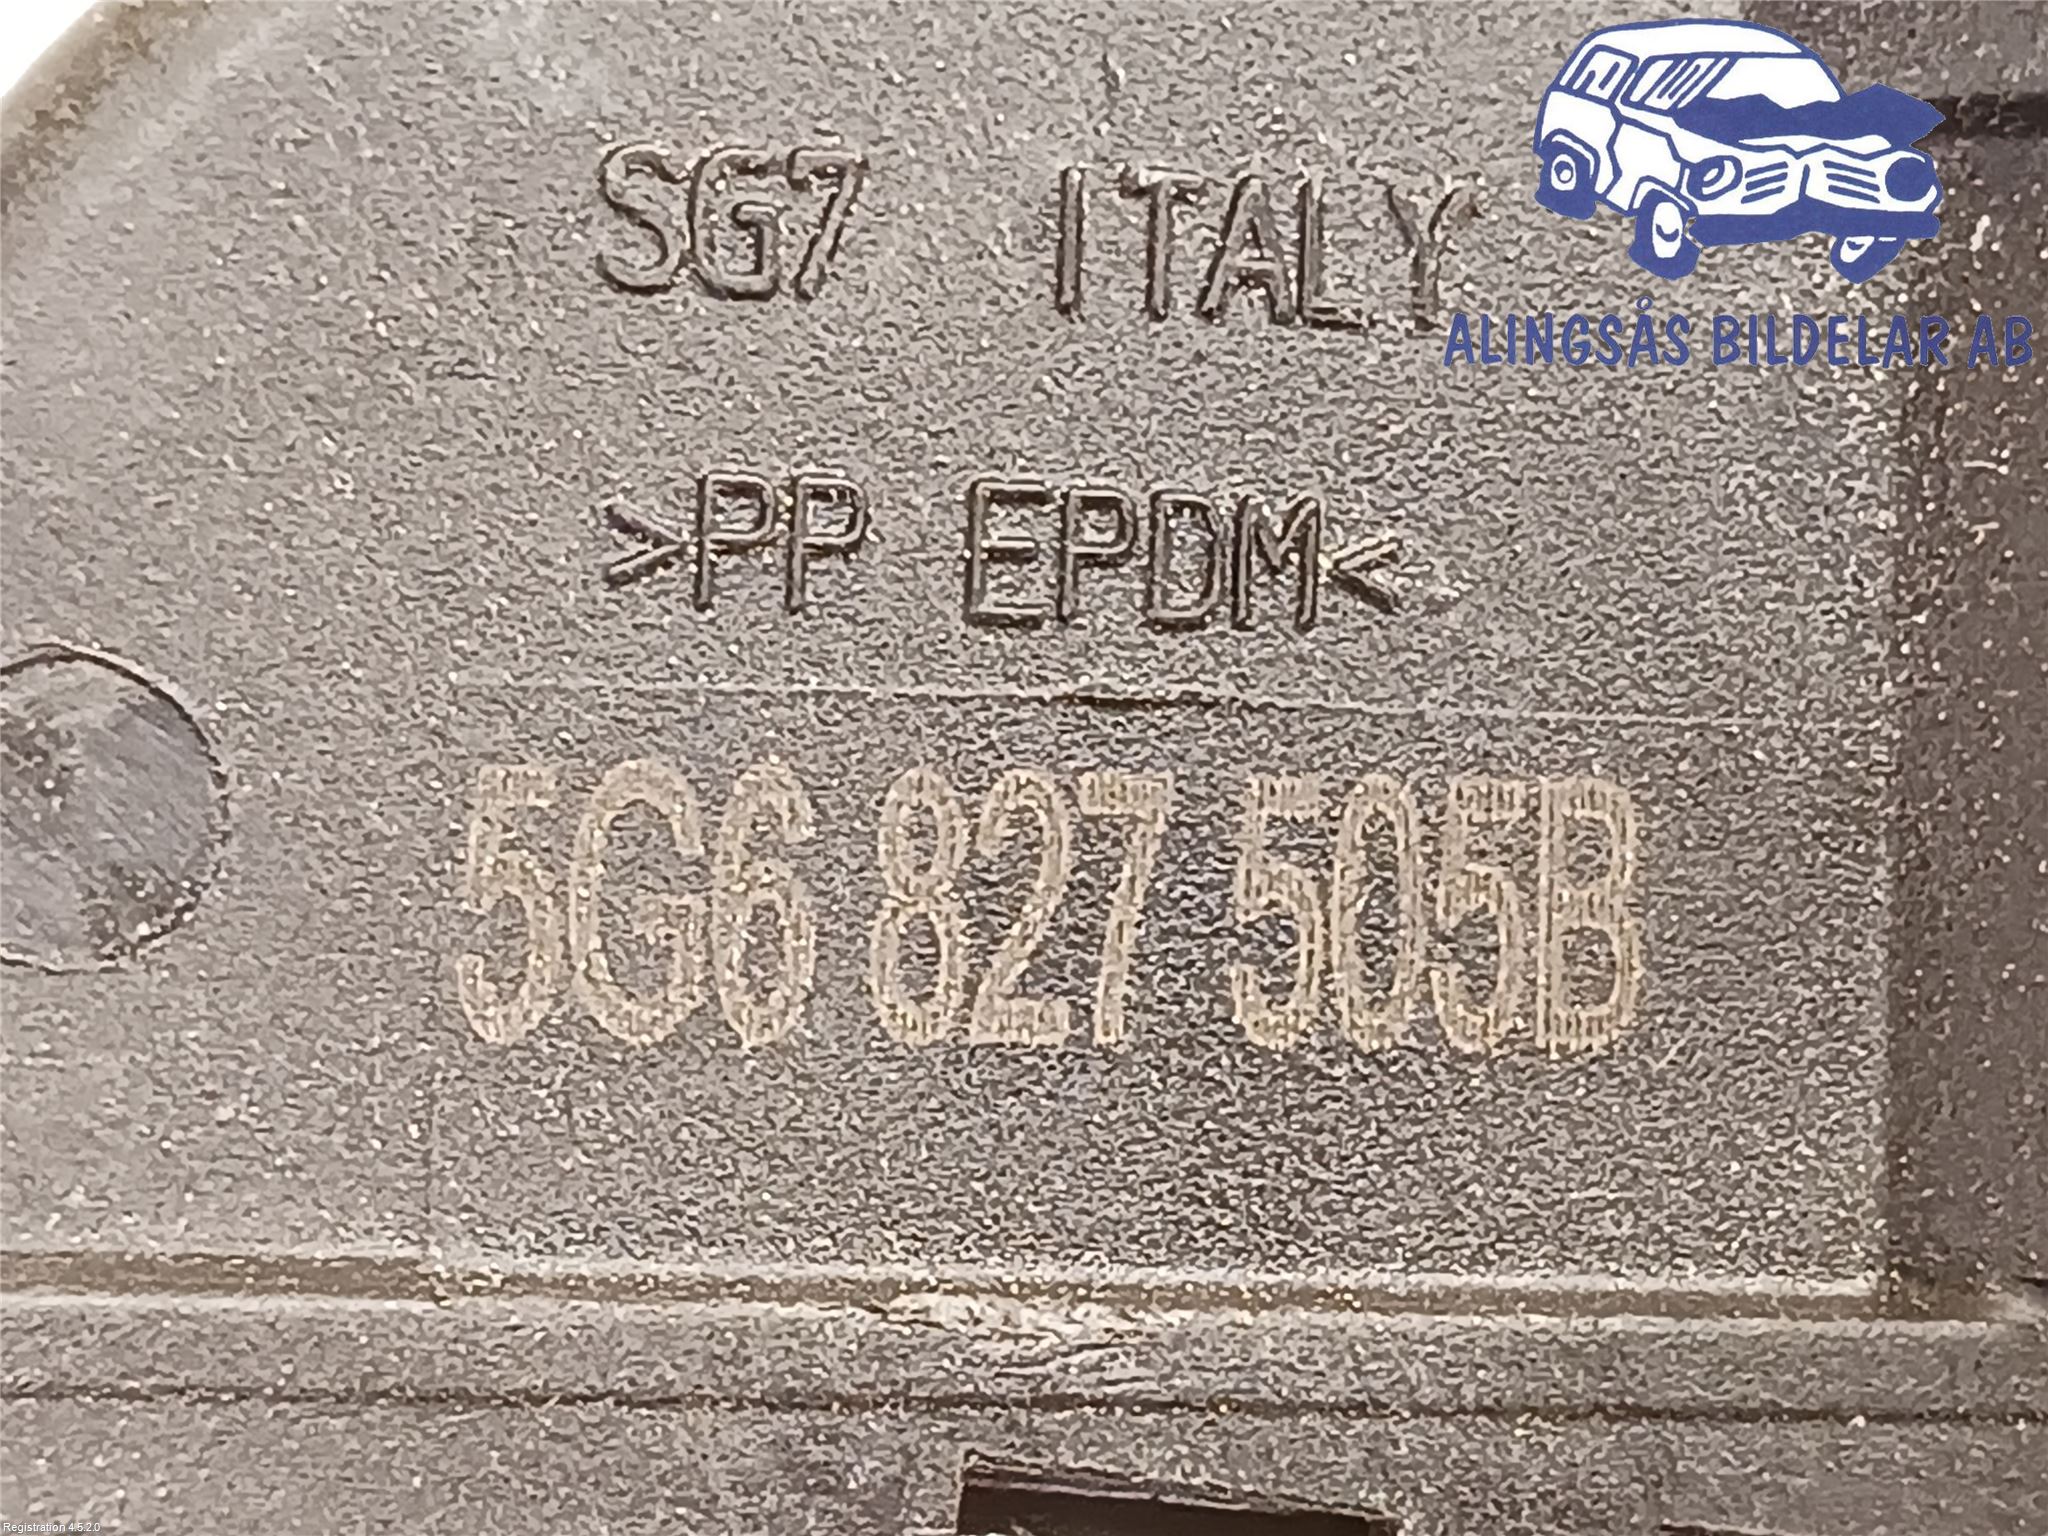 SG7 ITALY
ALINGSÅS BILDELAR AB
>PP EPDM<
5G6 827 505B
Registration 4.5.2.0